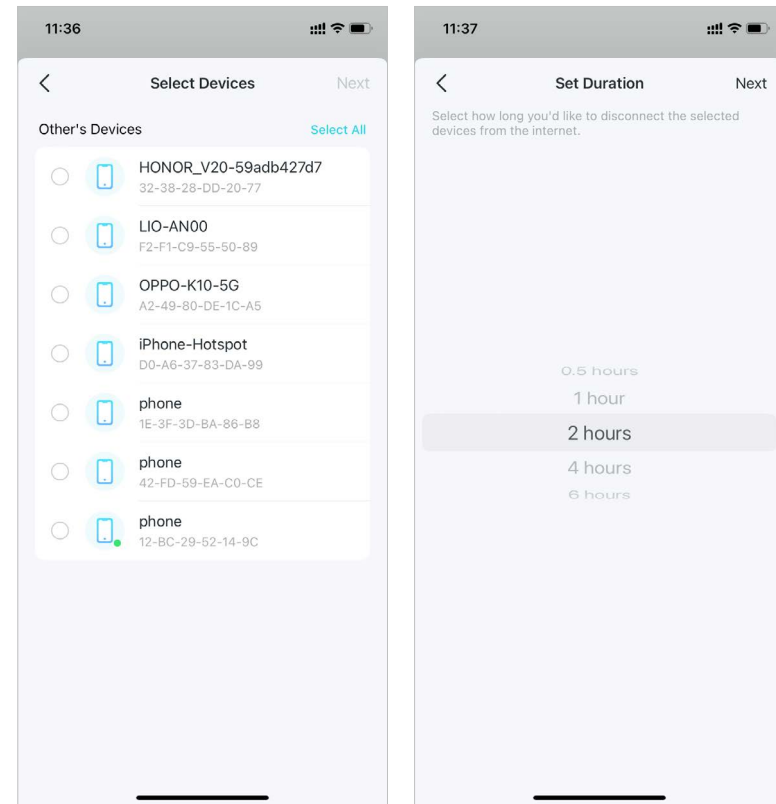 11:36
Select Devices
Next
Other's Devices
Select All
HONOR_V20-59adb427d7
32-38-28-DD-20-77
LIO-AN00
F2-F1-C9-55-50-89
OPPO-K10-5G
A2-49-80-DE-1C-A5
iPhone-Hotspot
D0-A6-37-83-DA-99
phone
1E-3F-3D-BA-86-B8
phone
42-FD-59-EA-C0-CE
phone
12-BC-29-52-14-9C
11:37
Set Duration
Next
Select how long you'd like to disconnect the selected
devices from the internet.
0.5 hours
1 hour
2 hours
4 hours
6 hours